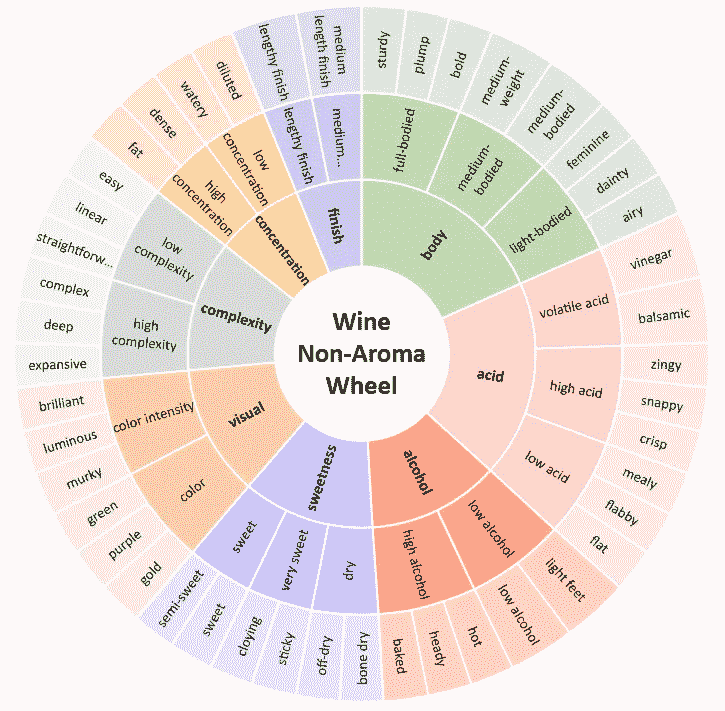 Wine
Non-Aroma
Wheel
body
full-bodied
sturdy
plump
bold
medium-
bodied
medium-
weight
medium-
bodied
light-bodied
feminine
dainty
airy
acid
volatile acid
vinegar
balsamic
high acid
zingy
snappy
crisp
low acid
mealy
flabby
flat
alcohol
low alcohol
light feet
low alcohol
high alcohol
hot
heady
baked
sweetness
dry
bone dry
off-dry
very sweet
sticky
cloying
sweet
sweet
semi-sweet
visual
color
gold
purple
green
color intensity
murky
luminous
brilliant
complexity
high
complexity
expansive
deep
complex
low
complexity
straightforw...
linear
easy
concentration
high
concentration
fat
dense
low
concentration
watery
diluted
finish
lengthy finish
lengthy finish
medium...
medium
length finish